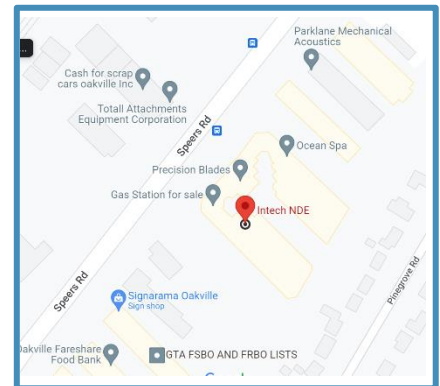 Parklane Mechanical
Acoustics
Cash for scrap
cars oakville Inc
Totall Attachments
Equipment Corporation
Speers Rd
Ocean Spa
Precision Blades
Gas Station for sale
Intech NDE
Pinegrove Rd
Speers Rd
Signarama Oakville
Sign shop
GTA FSBO AND FRBO LISTS
akville Fareshare
Food Bank